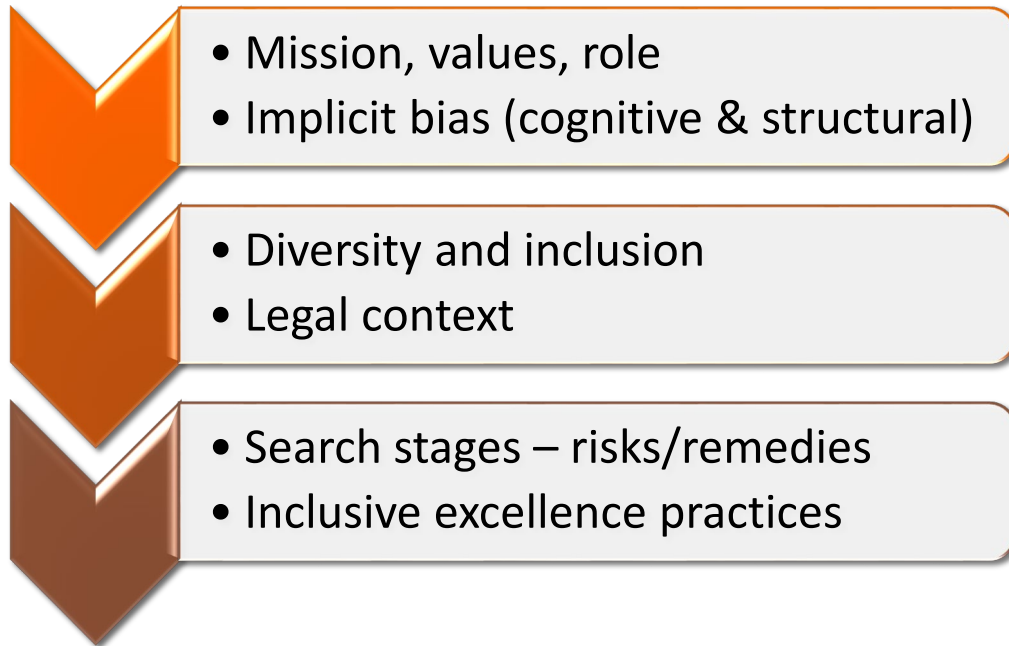 • Mission, values, role
• Implicit bias (cognitive & structural)
• Diversity and inclusion
• Legal context
• Search stages – risks/remedies
• Inclusive excellence practices